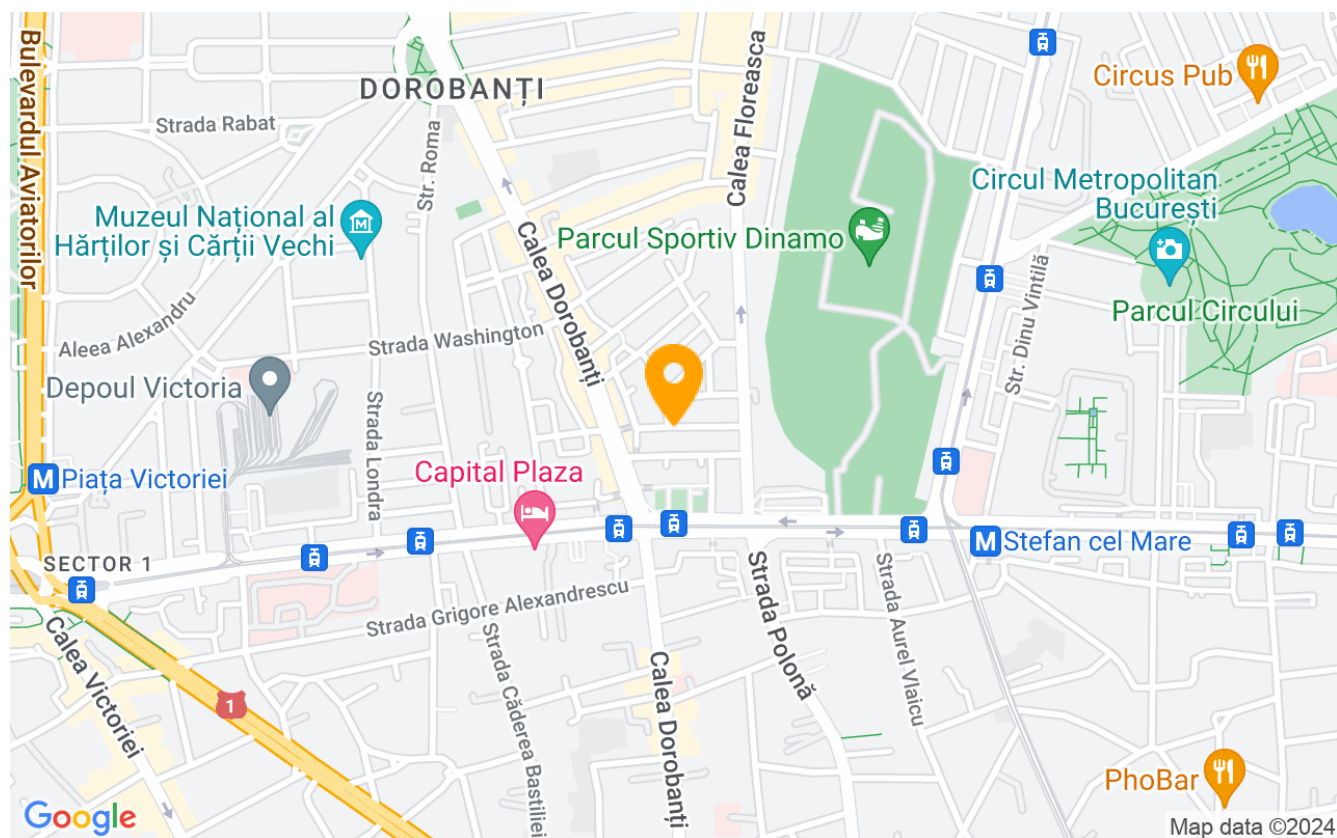 Bulevardul Aviatorilor
DOROBANȚI
Strada Rabat
Str. Roma
Calea Floreasca
Circus Pub
Muzeul Național al
Hărților și Cărții Vechi
Calea Dorobanți
Parcul Sportiv Dinamo
Circul Metropolitan
București
Parcul Circului
Aleea Alexandru
Strada Washington
Str. Dinu Vintilă
Depoul Victoria
Strada Londra
M Piața Victoriei
Capital Plaza
M Stefan cel Mare
SECTOR 1
Strada Grigore Alexandrescu
Calea Victoriei
1
Strada Căderea Bastiliei
Calea Dorobanți
Strada Polonă
Strada Aurel Vlaicu
PhoBar
Google
Map data ©2024
M